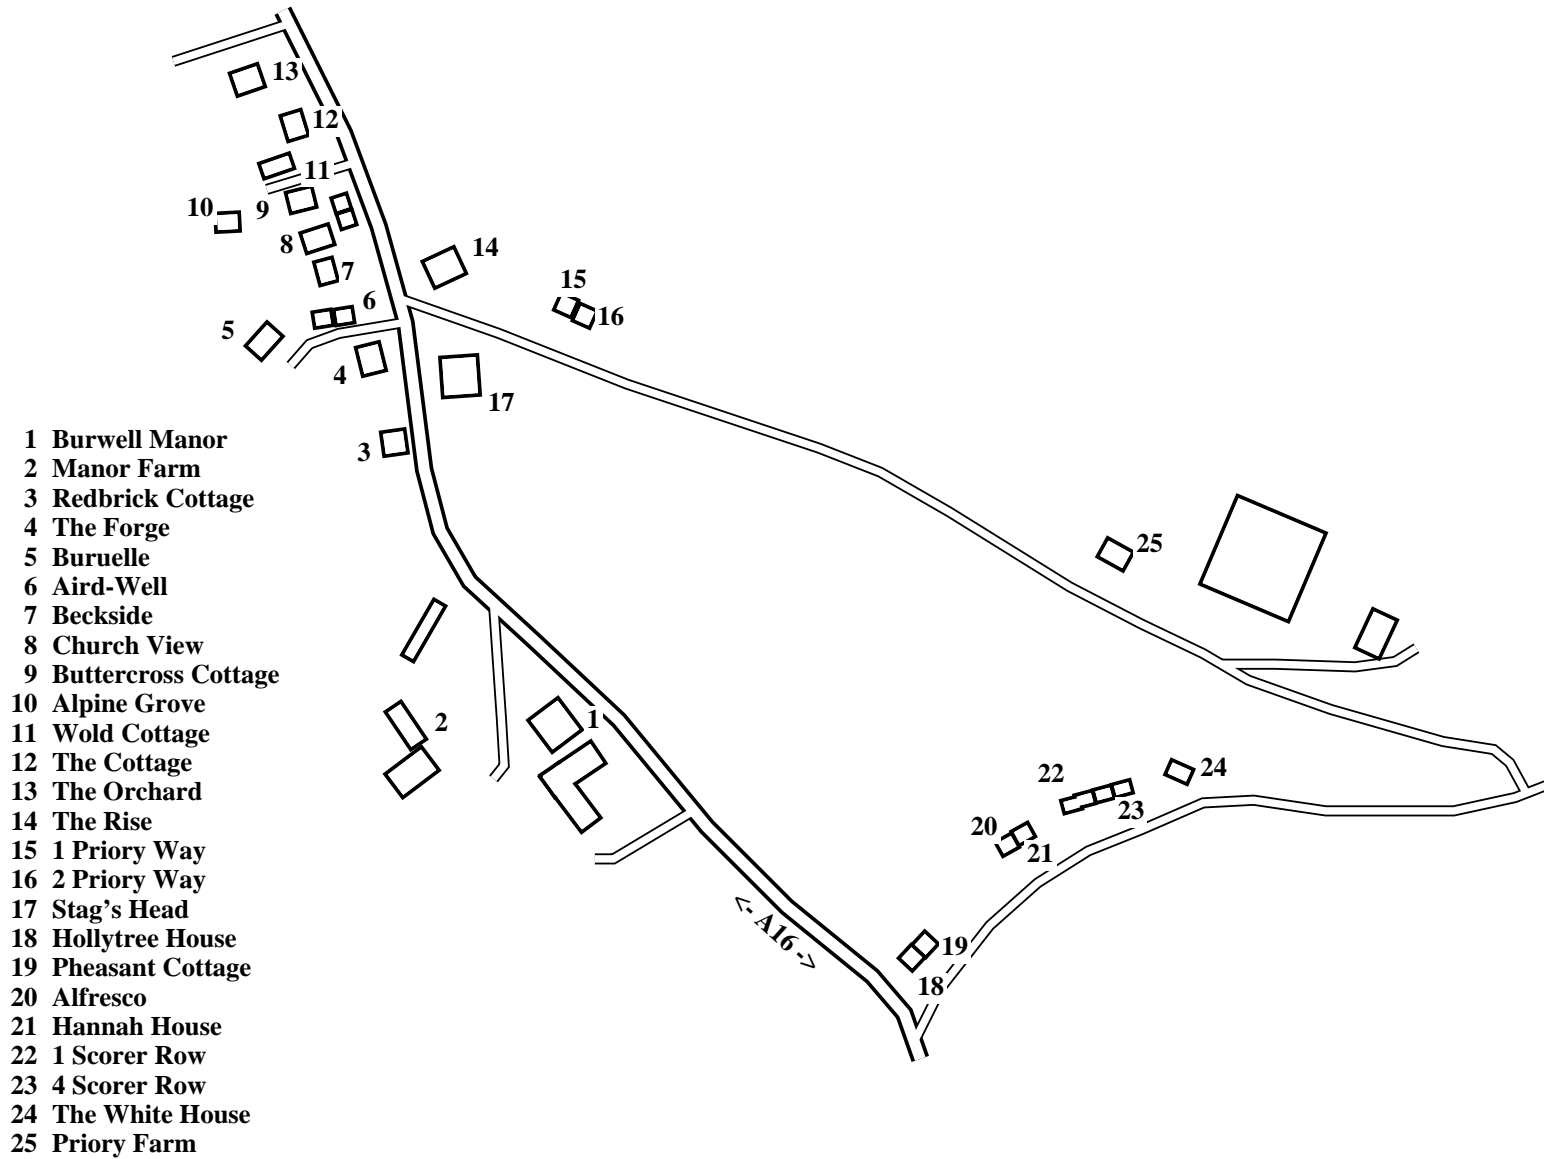 13
12
11
10
9
8
7
6
5
4
3
14
15
16
17
25
1
2
22
24
23
20
21
19
18
<- A16 ->
1 Burwell Manor
2 Manor Farm
3 Redbrick Cottage
4 The Forge
5 Buruelle
6 Aird-Well
7 Beckside
8 Church View
9 Buttercross Cottage
10 Alpine Grove
11 Wold Cottage
12 The Cottage
13 The Orchard
14 The Rise
15 1 Priory Way
16 2 Priory Way
17 Stag’s Head
18 Hollytree House
19 Pheasant Cottage
20 Alfresco
21 Hannah House
22 1 Scorer Row
23 4 Scorer Row
24 The White House
25 Priory Farm